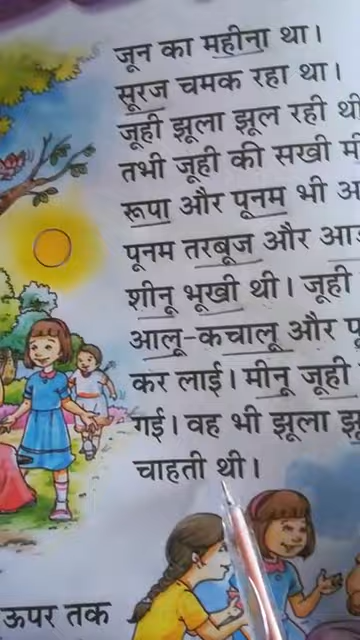 जून का महीना था।
सूरज चमक रहा था।
जूही झूला झूल रही थी
तभी जूही की सखी
रूपा और पूनम भी
पूनम तरबूज और
शीनू भूखी थी। जूही
आलू-कचालू और
कर लाई। मीनू जूही
गई। वह भी झूला
चाहती थी।
ऊपर तक